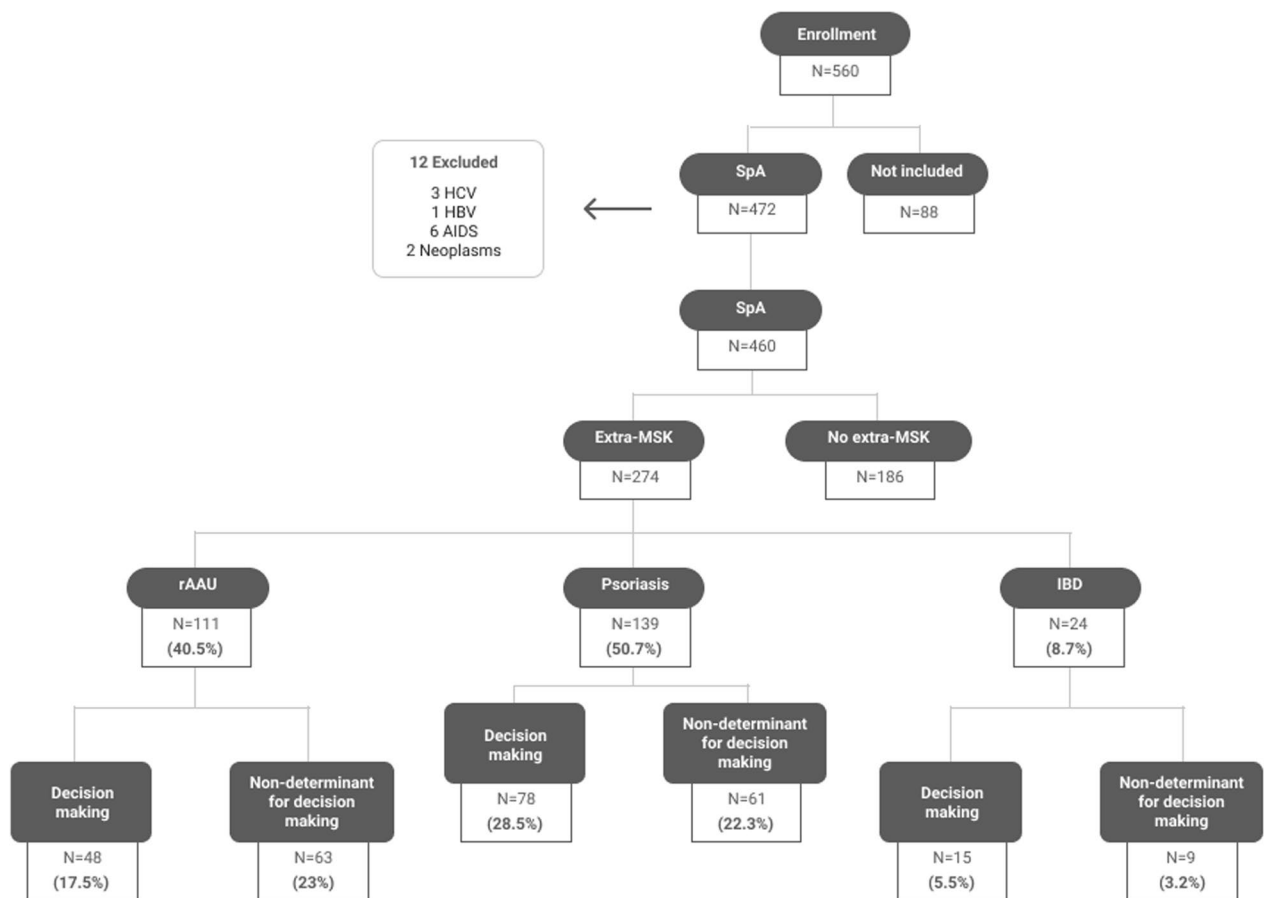 Enrollment
N=560
12 Excluded
3 HCV
1 HBV
6 AIDS
2 Neoplasms
SpA
N=472
Not included
N=88
SpA
N=460
Extra-MSK
N=274
No extra-MSK
N=186
rAAU
N=111
(40.5%)
Psoriasis
N=139
(50.7%)
IBD
N=24
(8.7%)
Decision
making
N=48
(17.5%)
Non-determinant
for decision
making
N=63
(23%)
Decision
making
N=78
(28.5%)
Non-determinant
for decision
making
N=61
(22.3%)
Decision
making
N=15
(5.5%)
Non-determinant
for decision
making
N=9
(3.2%)